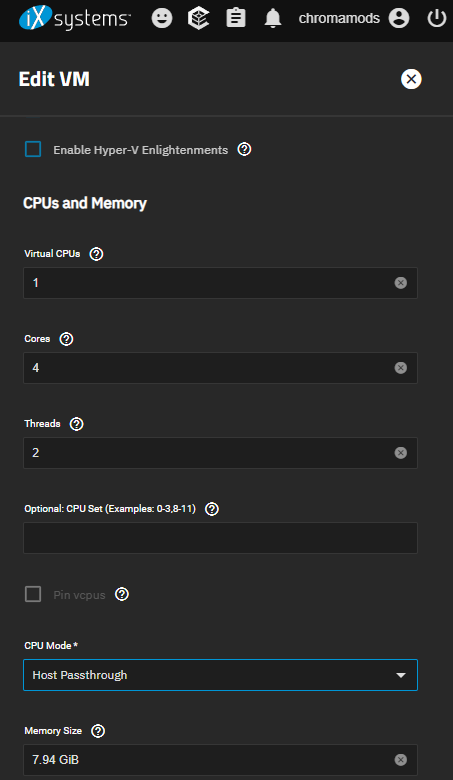 iX systems
chromamods
Edit VM
Enable Hyper-V Enlightenments
CPUs and Memory
Virtual CPUs
1
Cores
4
Threads
2
Optional: CPU Set (Examples: 0-3,8-11)
Pin vcpus
CPU Mode *
Host Passthrough
Memory Size
7.94 GiB